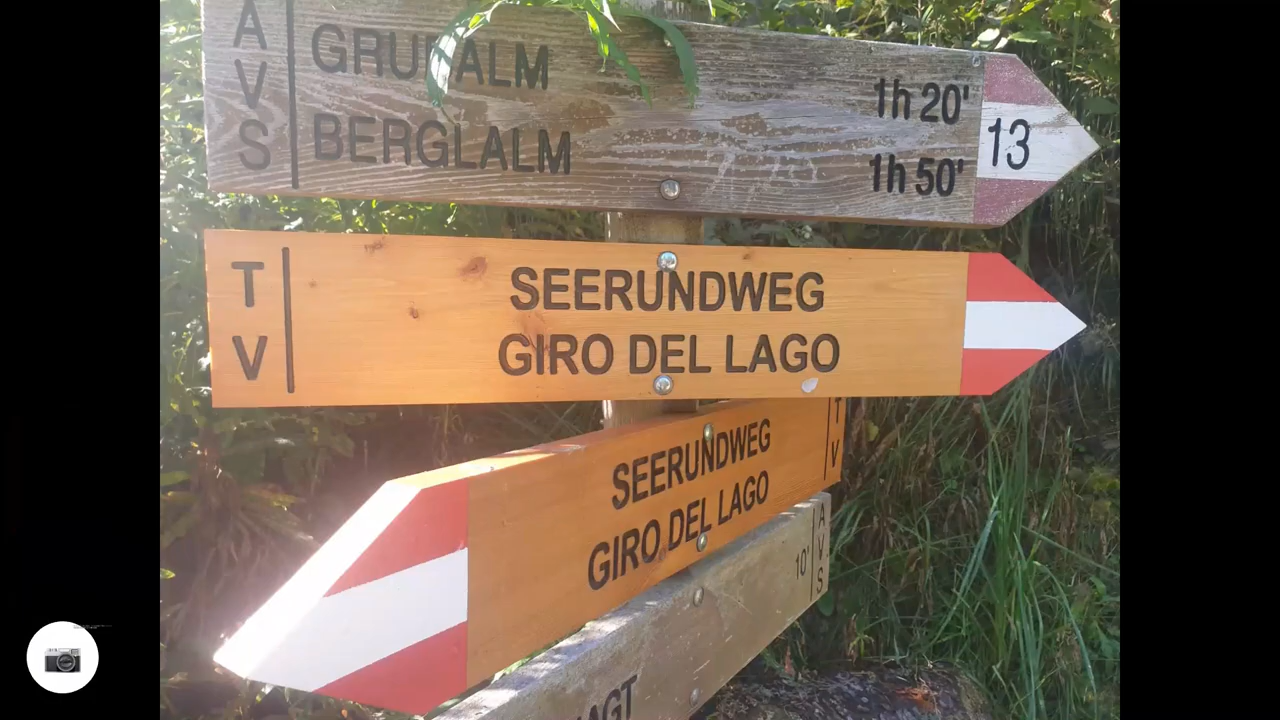 AVS
BERGLALM
1h 20'
1h 50'
13
TV
SEERUNDWEG
GIRO DEL LAGO
TV
SEERUNDWEG
GIRO DEL LAGO
10'
AVS